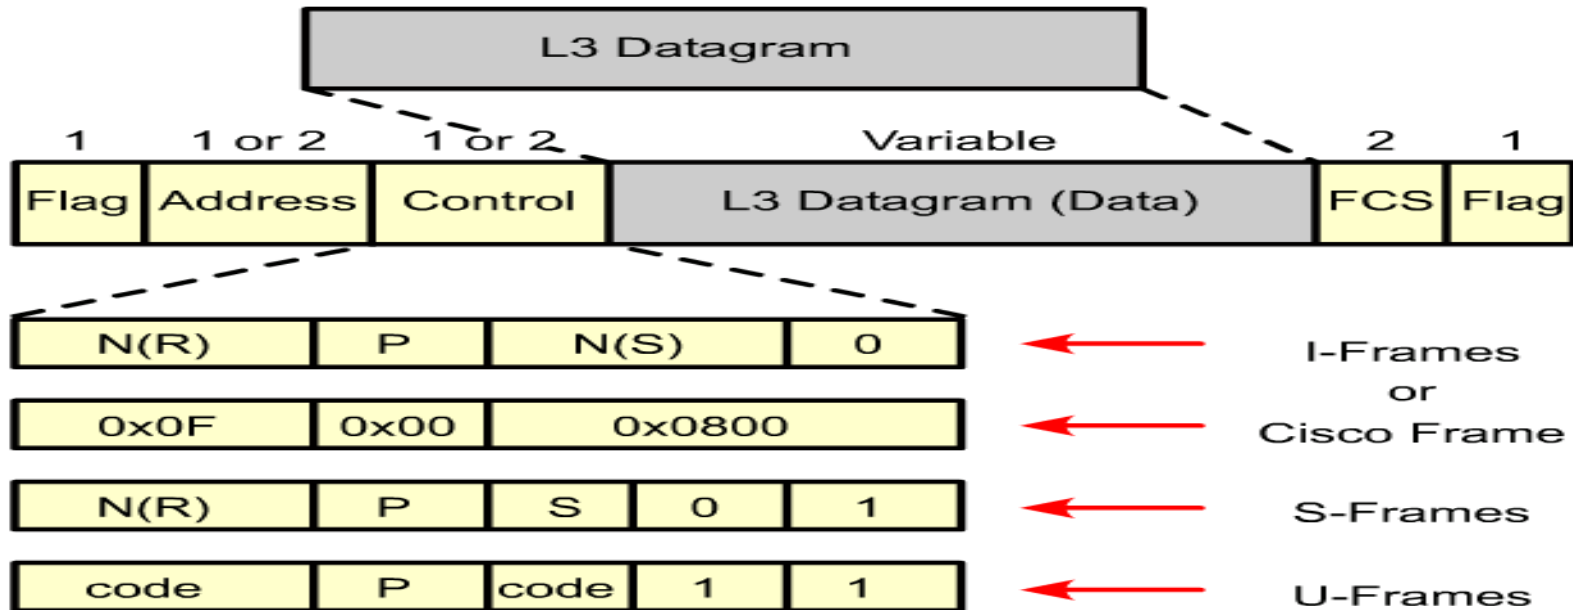 L3 Datagram
1 1 or 2 1 or 2 Variable 2 1
Flag Address Control L3 Datagram (Data) FCS Flag
N(R) P N(S) 0 I-Frames
or
0x0F 0x00 0x0800 Cisco Frame
N(R) P S 0 1 S-Frames
code P code 1 1 U-Frames